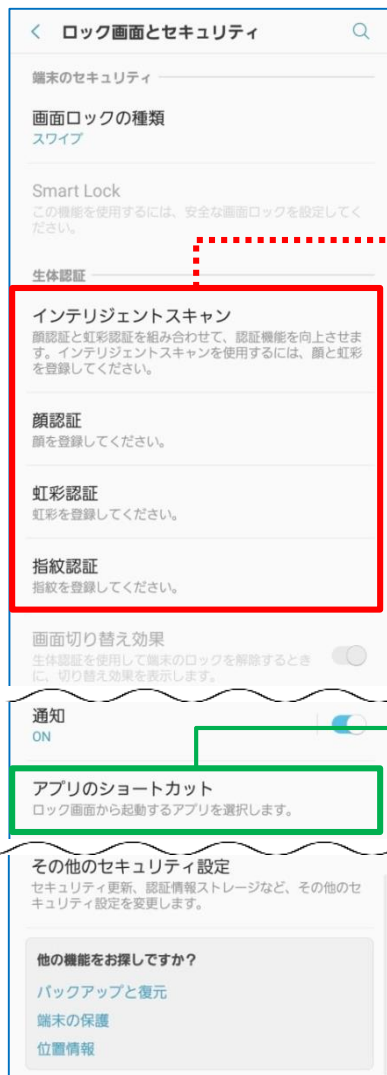 ロック画面とセキュリティ
端末のセキュリティ
画面ロックの種類
スワイプ
Smart Lock
この機能を使用するには、安全な画面ロックを設定してく
ださい。
生体認証
インテリジェントスキャン
顔認証と虹彩認証を組み合わせて、認証機能を向上させま
す。インテリジェントスキャンを使用するには、顔と虹彩
を登録してください。
顔認証
顔を登録してください。
虹彩認証
虹彩を登録してください。
指紋認証
指紋を登録してください。
画面切り替え効果
生体認証を使用して端末のロックを解除するとき
に、切り替え効果を表示します。
通知
ON
アプリのショートカット
ロック画面から起動するアプリを選択します。
その他のセキュリティ設定
セキュリティ更新、認証情報ストレージなど、その他のセ
キュリティ設定を変更します。
他の機能をお探しですか？
バックアップと復元
端末の保護
位置情報